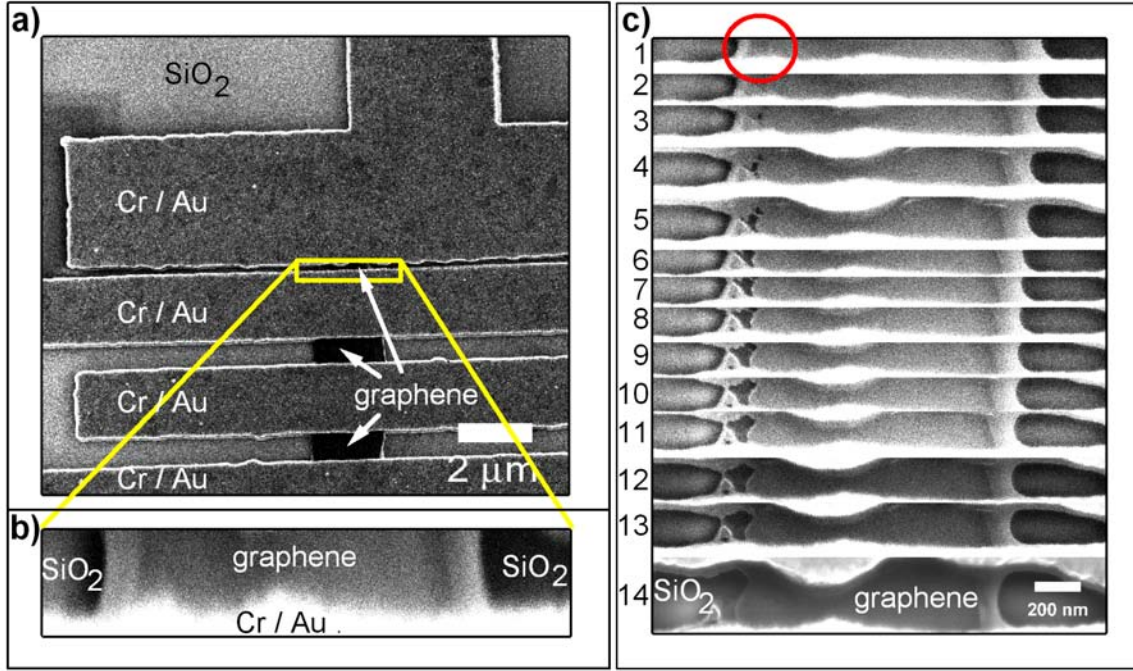 a)
SiO2
Cr / Au
Cr / Au
graphene
Cr / Au
2 μm
Cr / Au
b)
SiO2
graphene
SiO2
Cr / Au
c)
1
2
3
4
5
6
7
8
9
10
11
12
13
14 SiO2 graphene 200 nm